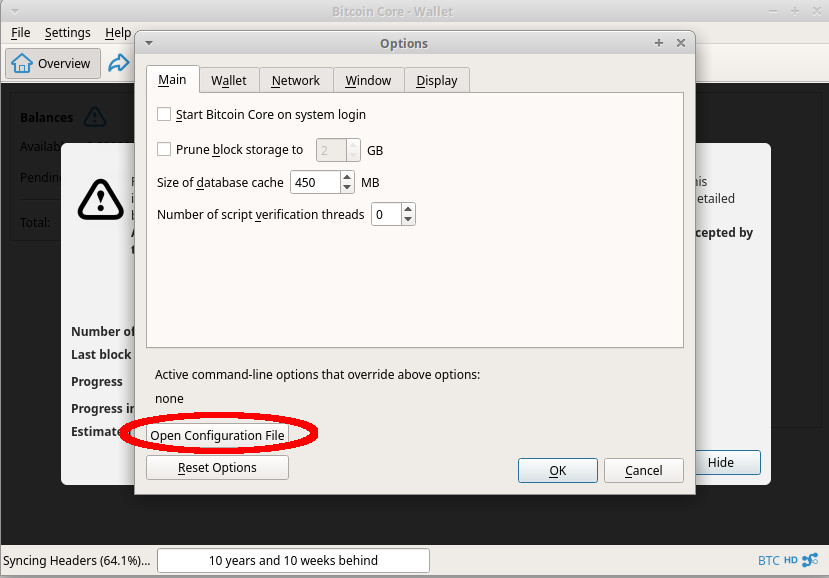 Bitcoin Core - Wallet
File Settings Help
Overview
Options
Main Wallet Network Window Display
Start Bitcoin Core on system login
Prune block storage to 2 GB
Size of database cache 450 MB
Number of script verification threads 0
Active command-line options that override above options:
none
Open Configuration File
Reset Options
OK Cancel
Balances
Total:
Number of
Last block
Progress
Progress in
etailed
cepted by
Hide
Syncing Headers (64.1%)... 10 years and 10 weeks behind
BTC HD